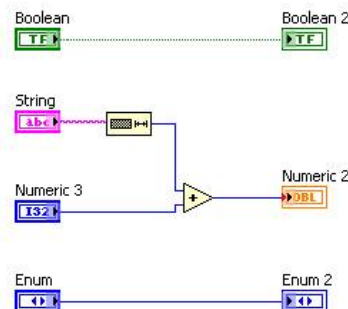 Boolean
Boolean 2
TF
TF
String
abc
Numeric 3
Numeric 2
I32
+
DBL
Enum
Enum 2